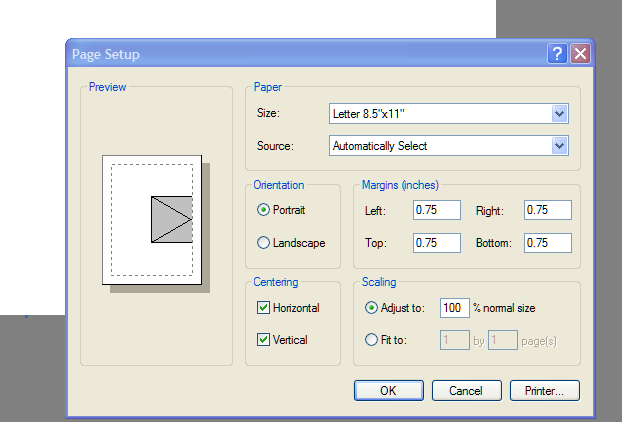 Page Setup
Preview
Paper
Size: Letter 8.5"x11"
Source: Automatically Select
Orientation
Portrait
Landscape
Margins (inches)
Left: 0.75 Right: 0.75
Top: 0.75 Bottom: 0.75
Centering
Horizontal
Vertical
Scaling
Adjust to: 100 % normal size
Fit to: 1 by 1 page(s)
OK Cancel Printer...